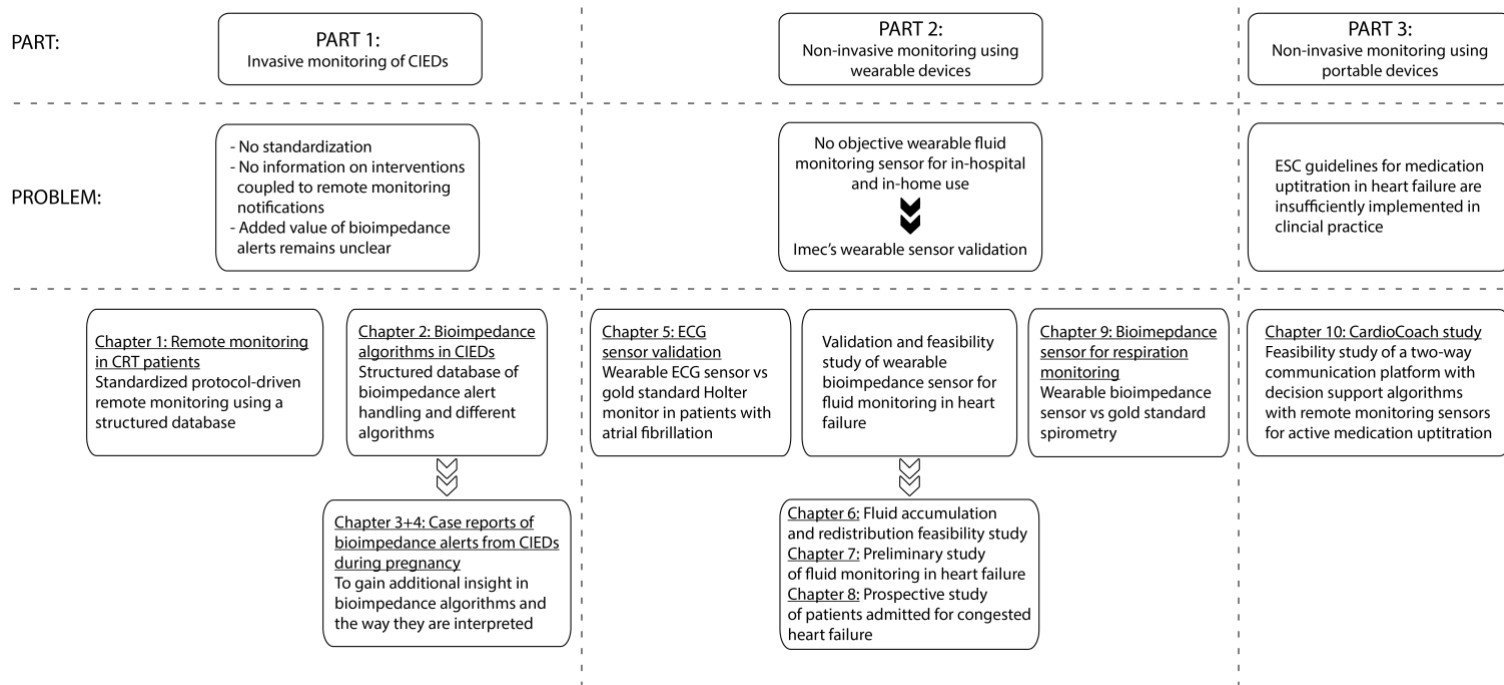 PART:
PART 1:
Invasive monitoring of CIEDs
PART 2:
Non-invasive monitoring using
wearable devices
PART 3:
Non-invasive monitoring using
portable devices
PROBLEM:
- No standardization
- No information on interventions
coupled to remote monitoring
notifications
- Added value of bioimpedance
alerts remains unclear
No objective wearable fluid
monitoring sensor for in-hospital
and in-home use
Imec's wearable sensor validation
ESC guidelines for medication
uptitration in heart failure are
insufficiently implemented in
clincial practice
Chapter 1: Remote monitoring
in CRT patients
Standardized protocol-driven
remote monitoring using a
structured database
Chapter 2: Bioimpedance
algorithms in CIEDs
Structured database of
bioimpedance alert
handling and different
algorithms
Chapter 3+4: Case reports of
bioimpedance alerts from CIEDs
during pregnancy
To gain additional insight in
bioimpedance algorithms and
the way they are interpreted
Chapter 5: ECG
sensor validation
Wearable ECG sensor vs
gold standard Holter
monitor in patients with
atrial fibrillation
Validation and feasibility
study of wearable
bioimpedance sensor for
fluid monitoring in heart
failure
Chapter 6: Fluid accumulation
and redistribution feasibility study
Chapter 7: Preliminary study
of fluid monitoring in heart failure
Chapter 8: Prospective study
of patients admitted for congested
heart failure
Chapter 9: Bioimepdance
sensor for respiration
monitoring
Wearable bioimpedance
sensor vs gold standard
spirometry
Chapter 10: CardioCoach study
Feasibility study of a two-way
communication platform with
decision support algorithms
with remote monitoring sensors
for active medication uptitration